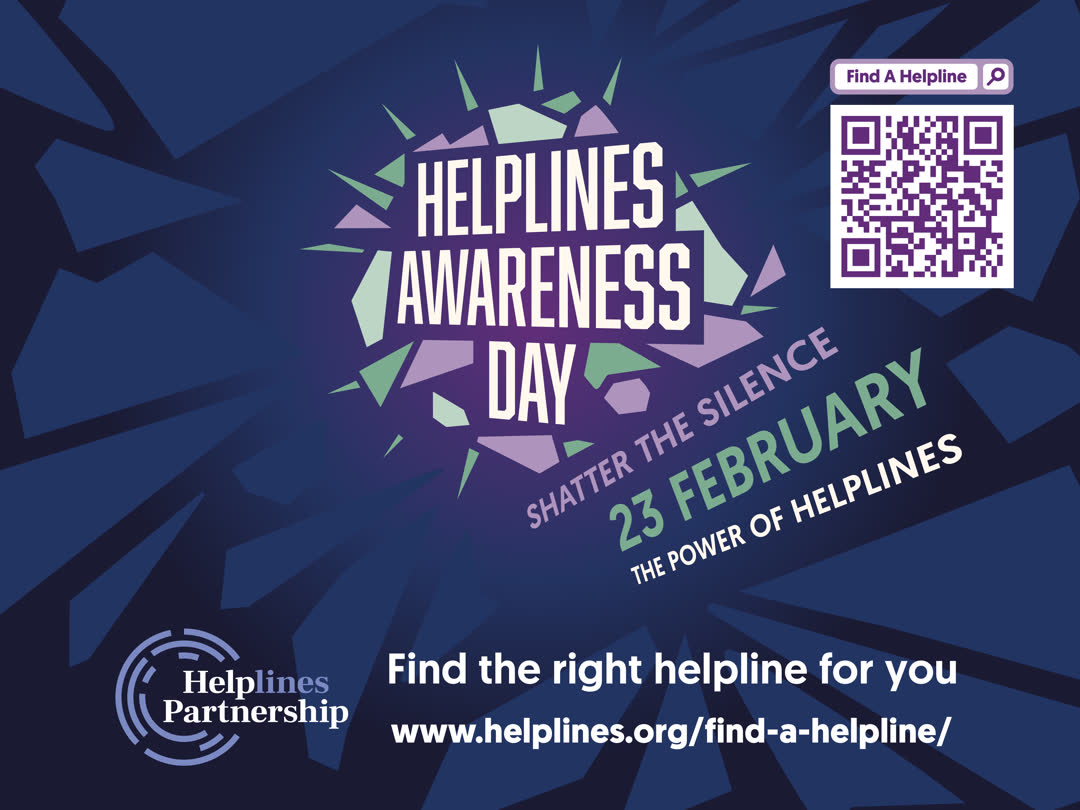 Find A Helpline
HELPLINES
AWARENESS
DAY
SHATTER THE SILENCE
23 FEBRUARY
THE POWER OF HELPLINES
Helplines
Partnership
Find the right helpline for you
www.helplines.org/find-a-helpline/